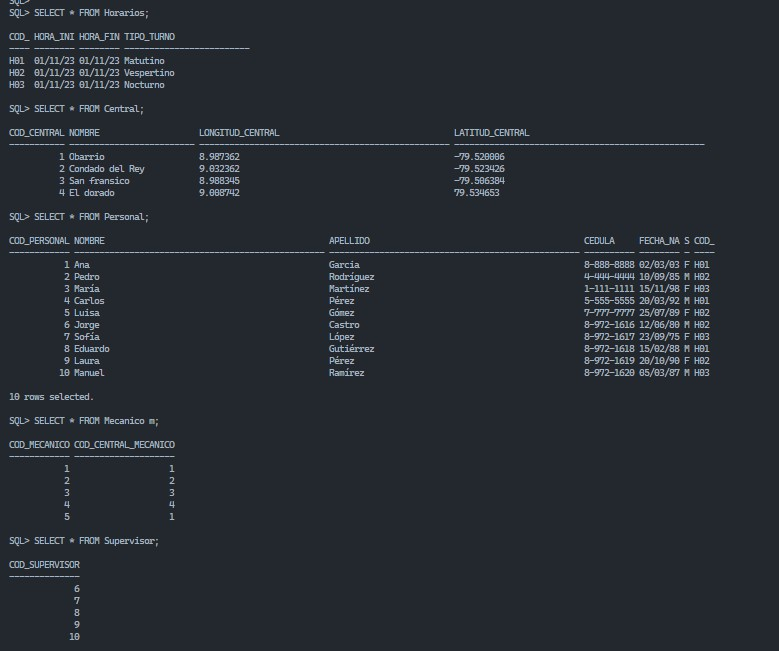 SQL>
SQL> SELECT * FROM Horarios;
COD_ HORA_INI HORA_FIN TIPO_TURNO
---- -------- -------- -------------------------
H01 01/11/23 01/11/23 Matutino
H02 01/11/23 01/11/23 Vespertino
H03 01/11/23 01/11/23 Nocturno
SQL> SELECT * FROM Central;
COD_CENTRAL NOMBRE LONGITUD_CENTRAL LATITUD_CENTRAL
----------- ------------------------- -------------------------------------------------- --------------------------------------------------
1 Obarrio 8.987362 -79.520006
2 Condado del Rey 9.032362 -79.523426
3 San fransico 8.988345 -79.506384
4 El dorado 9.008742 79.534653
SQL> SELECT * FROM Personal;
COD_PERSONAL NOMBRE APELLIDO CEDULA FECHA_NA S COD_
------------ -------------------------------------------------- -------------------------------------------------- ---------- -------- - ----
1 Ana Garcia 8-888-8888 02/03/03 F H01
2 Pedro Rodríguez 4-444-4444 10/09/85 M H02
3 María Martínez 1-111-1111 15/11/98 F H03
4 Carlos Pérez 5-555-5555 20/03/92 M H01
5 Luisa Gómez 7-777-7777 25/07/89 F H02
6 Jorge Castro 8-972-1616 12/06/80 M H02
7 Sofía López 8-972-1617 23/09/75 F H03
8 Eduardo Gutiérrez 8-972-1618 15/02/88 M H01
9 Laura Pérez 8-972-1619 20/10/90 F H02
10 Manuel Ramírez 8-972-1620 05/03/87 M H03
10 rows selected.
SQL> SELECT * FROM Mecanico m;
COD_MECANICO COD_CENTRAL_MECANICO
------------ --------------------
1 1
2 2
3 3
4 4
5 1
SQL> SELECT * FROM Supervisor;
COD_SUPERVISOR
--------------
6
7
8
9
10